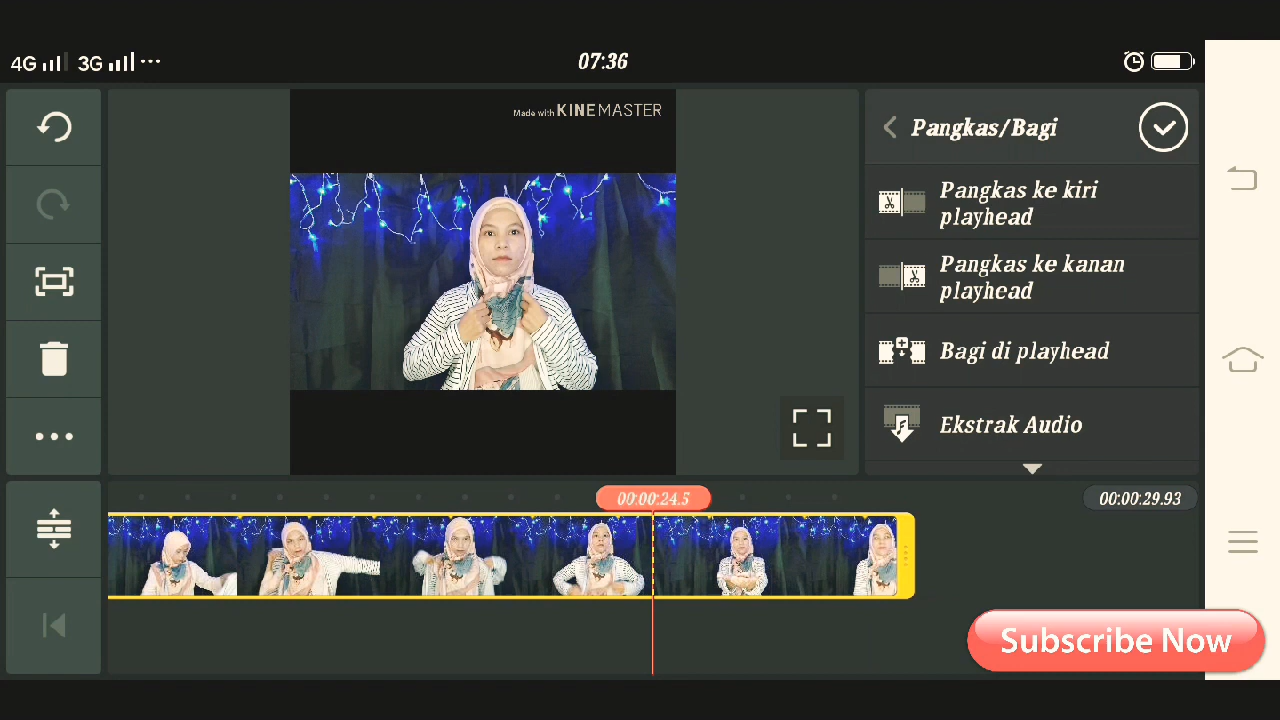 4G 3G
07:36
Made with KINEMASTER
Pangkas/Bagi
Pangkas ke kiri
playhead
Pangkas ke kanan
playhead
Bagi di playhead
Ekstrak Audio
00:00:24.5
00:00:29.93
Subscribe Now